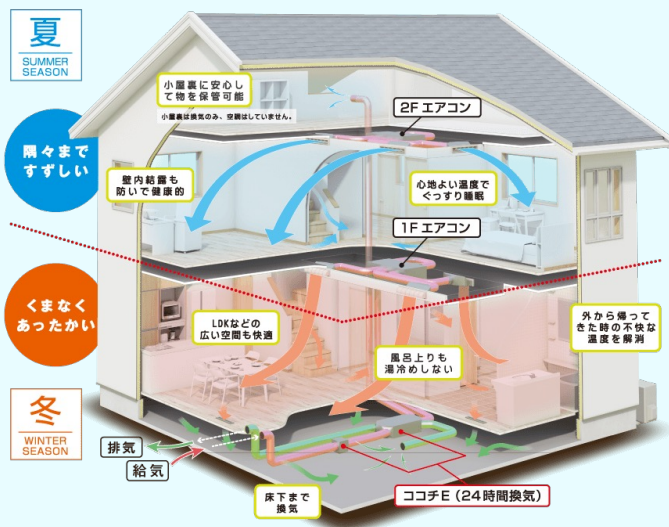 夏
SUMMER
SEASON
小屋裏に安心し
て物を保管可能
小屋裏は換気のみ、空調はしていません。
2F エアコン
隅々まで
すずしい
壁内結露も
防いで健康的
心地よい温度で
ぐっすり睡眠
1F エアコン
くまなく
あったかい
LDKなどの
広い空間も快適
風呂上りも
湯冷めしない
外から帰って
きた時の不快な
温度を解消
冬
WINTER
SEASON
排気
給気
床下まで
換気
ココチE(24時間換気)